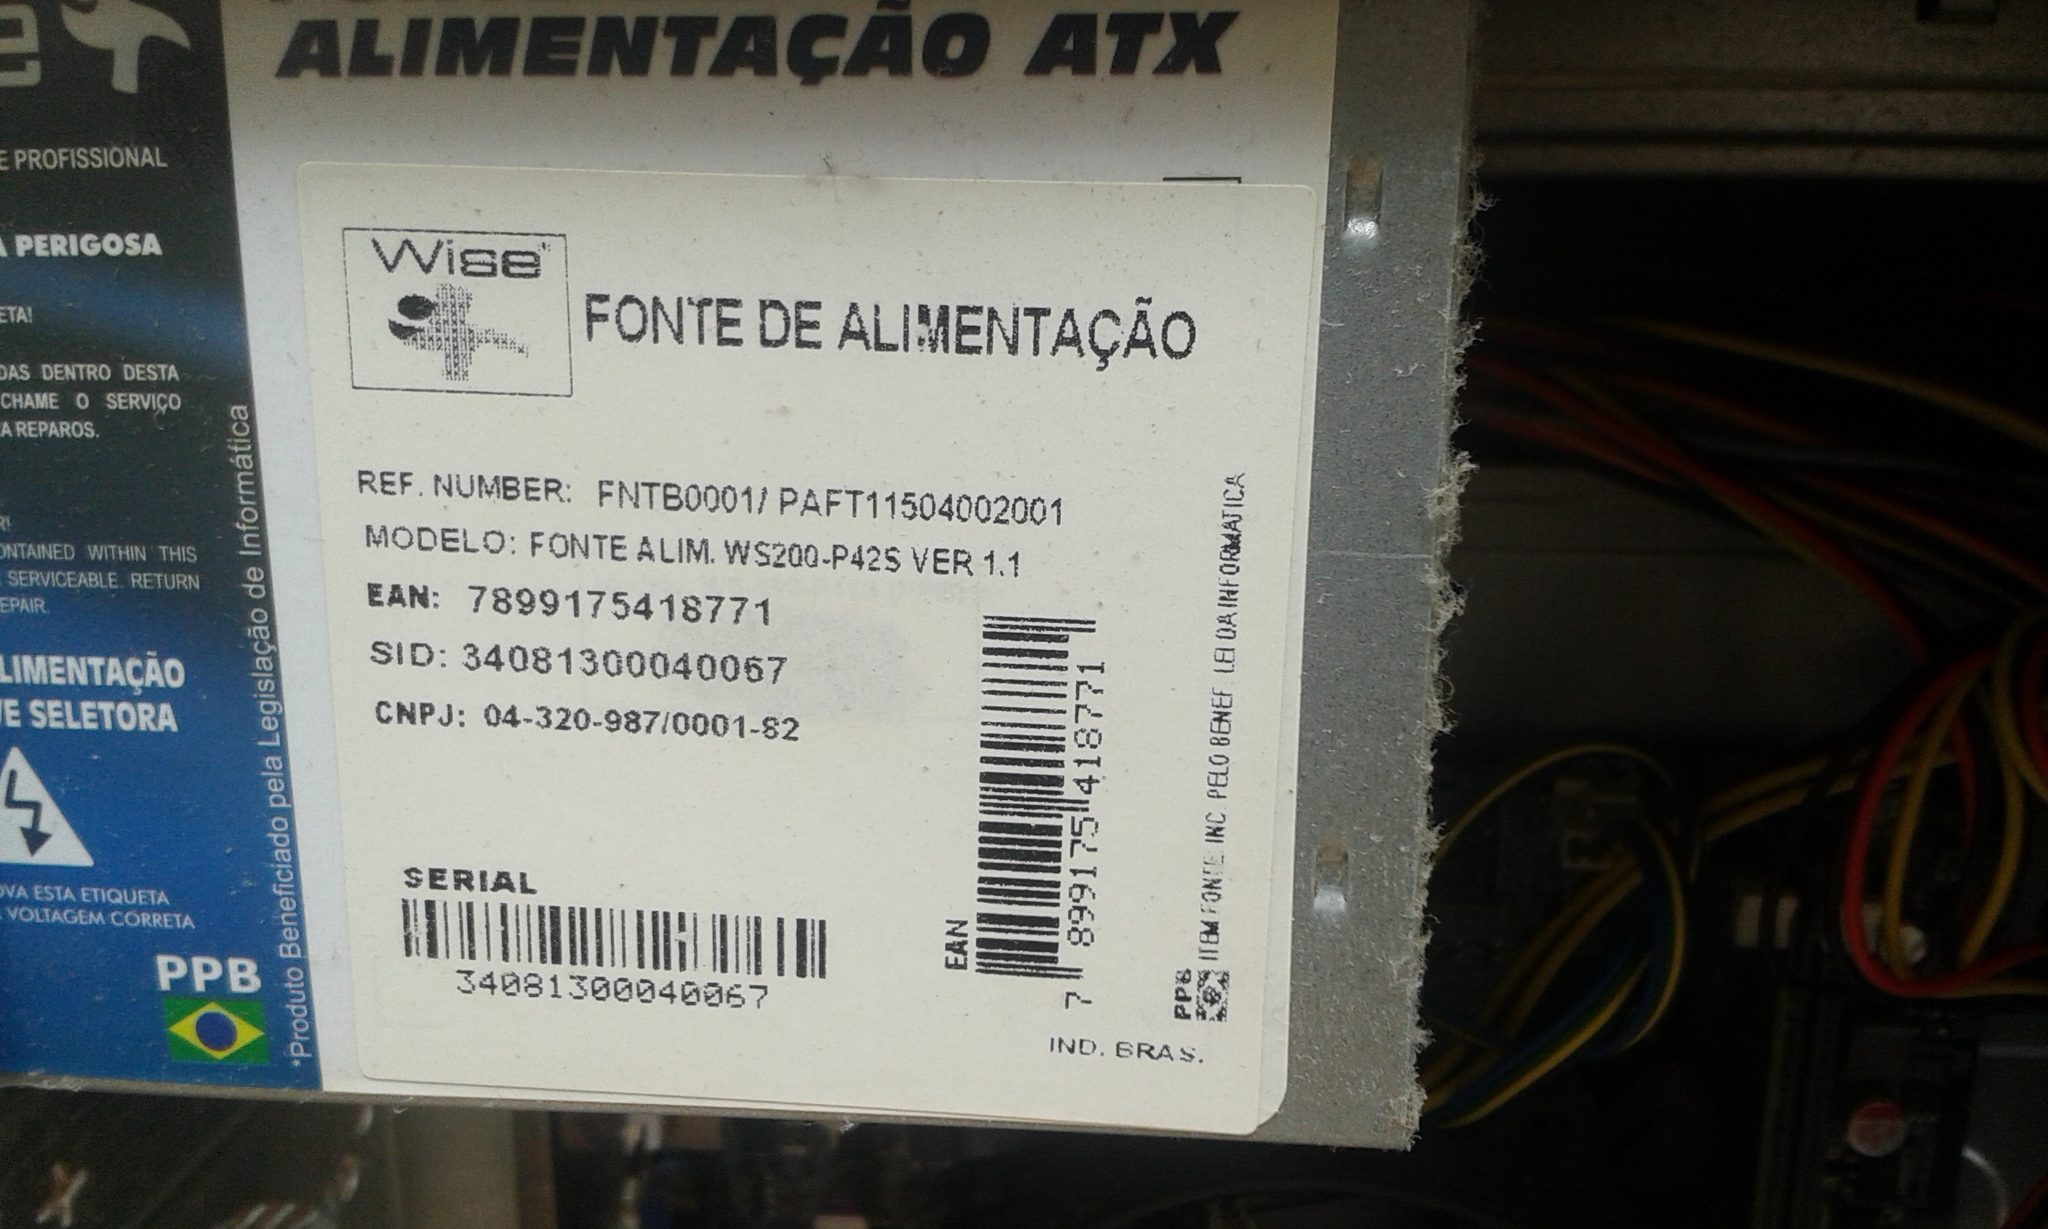 ALIMENTAÇÃO ATX
E PROFISSIONAL
A PERIGOSA
ETA!
DAS DENTRO DESTA
CHAME O SERVIÇO
A REPAROS.
R!
ONTAINED WITHIN THIS
SERVICEABLE. RETURN
EPAIR.
LIMENTAÇÃO
VE SELETORA
OVA ESTA ETIQUETA
A VOLTAGEM CORRETA
PPB
*Produto Beneficiado pela Legislação de Informática
Wise
FONTE DE ALIMENTAÇÃO
REF. NUMBER: FNTB0001/ PAFT11504002001
MODELO: FONTE ALIM. WS200-P42S VER 1.1
EAN: 7899175418771
SID: 34081300040067
CNPJ: 04-320-987/0001-82
SERIAL
34081300040067
EAN
7 899175 418771
PPB ITEM FONTE INC. PELO BENEF. LEI DA INFORMATICA
IND. BRAS.